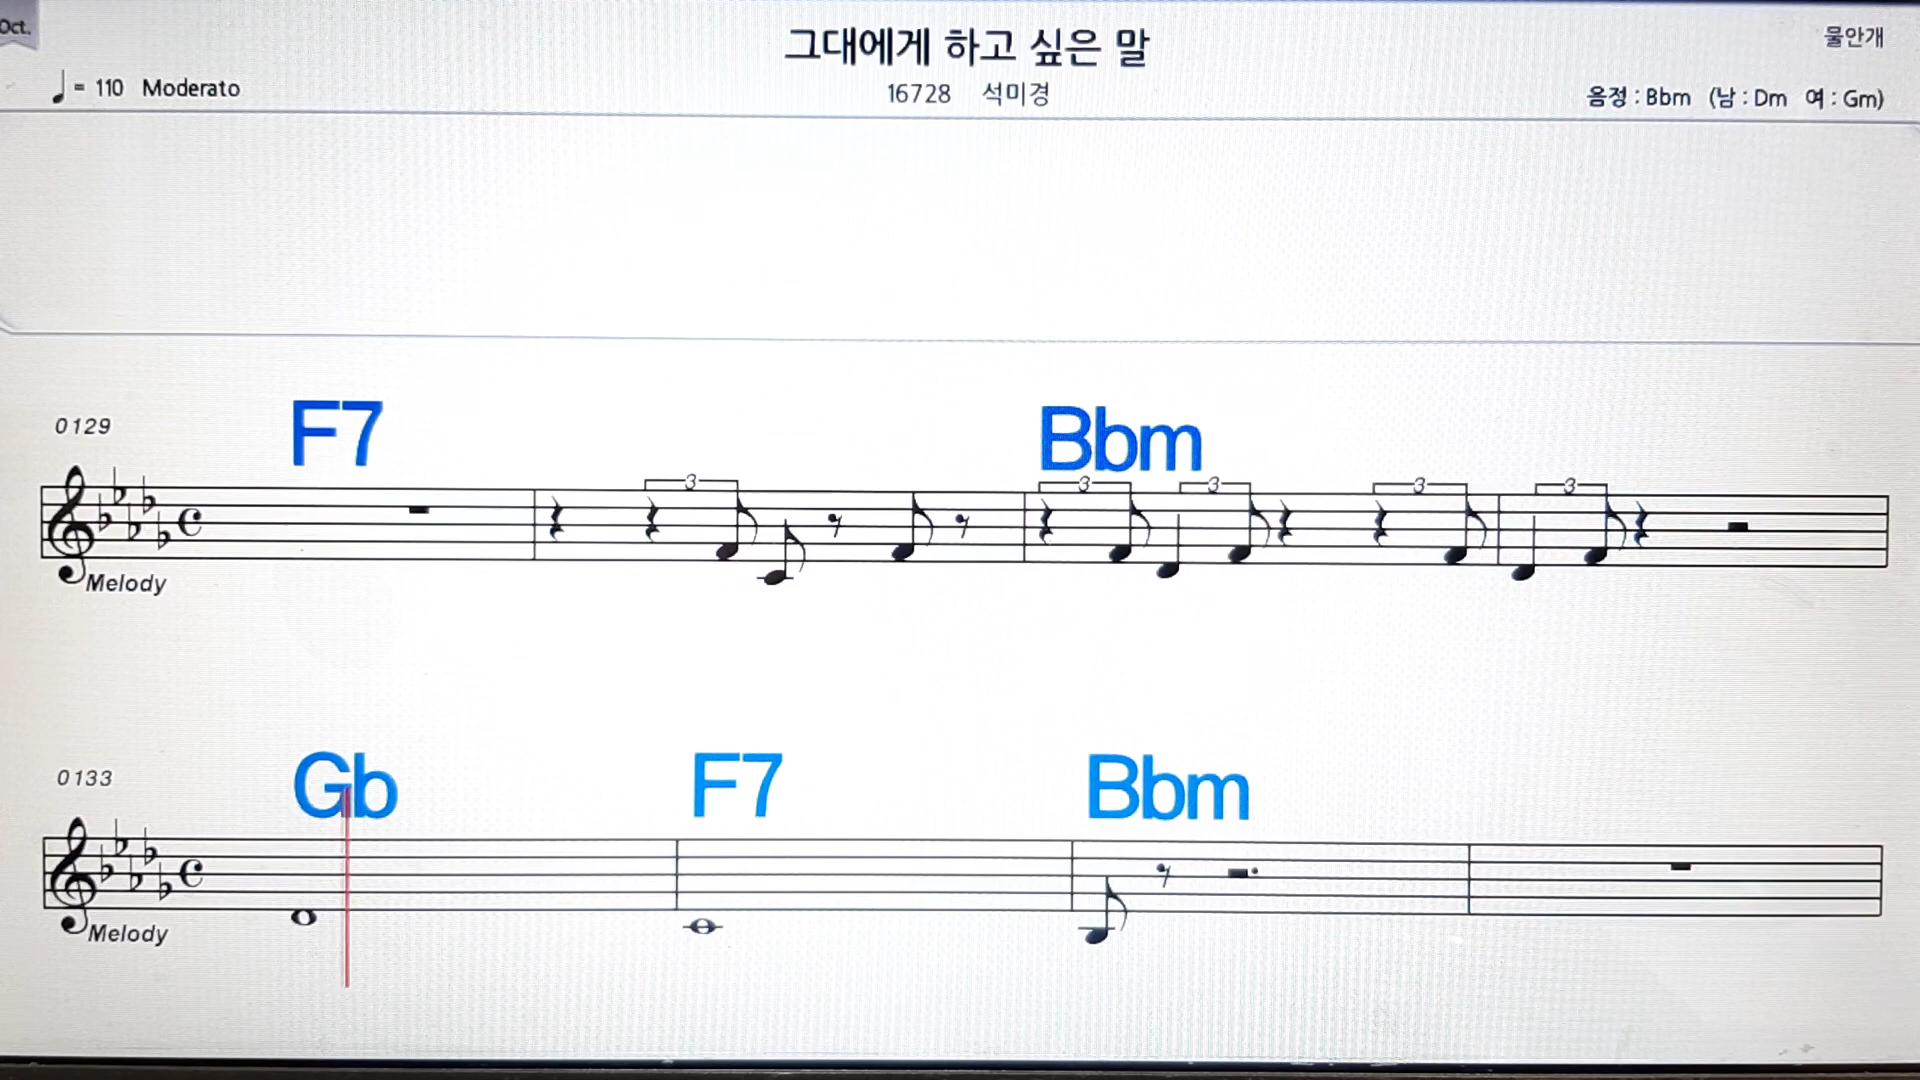 Oct.
그대에게 하고 싶은 말
물안개
= 110 Moderato
16728 석미경
음정 : Bbm (남 : Dm 여 : Gm)
0129
F7
Bbm
3 3 3 3 3
Melody
0133
Gb
F7
Bbm
Melody